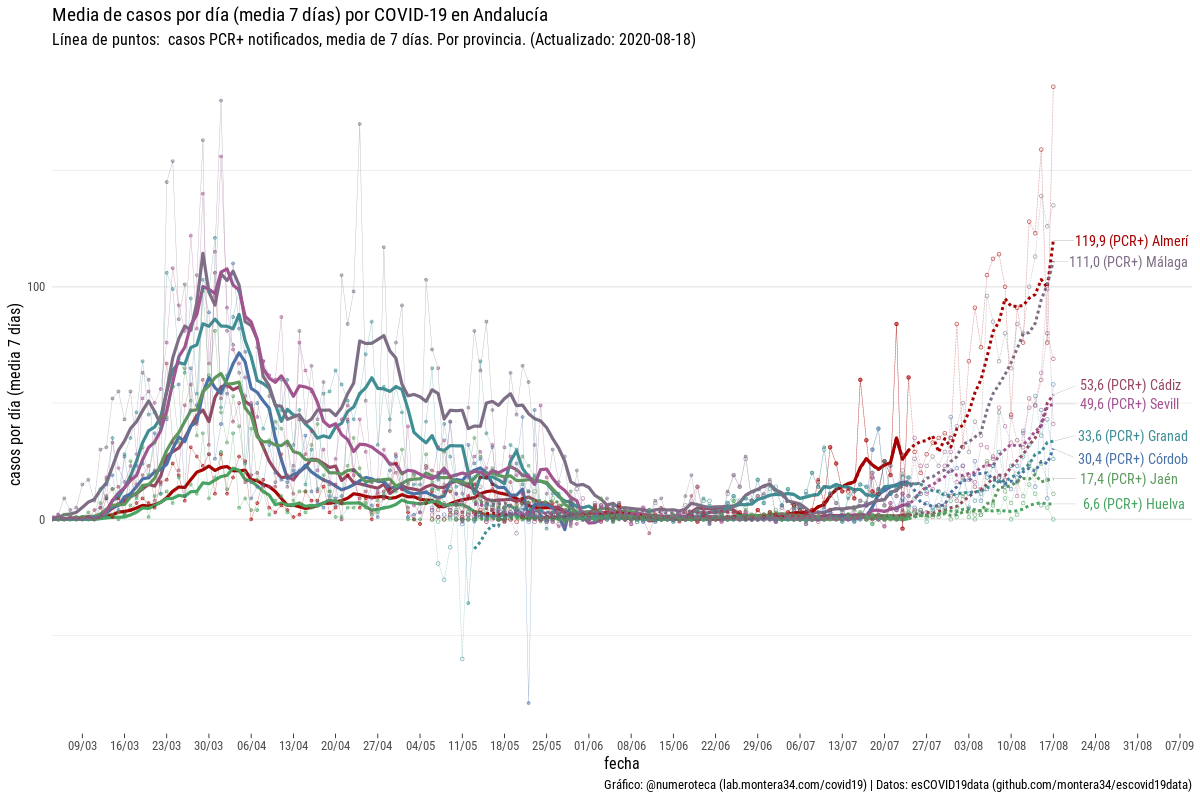 Media de casos por día (media 7 días) por COVID-19 en Andalucía
Línea de puntos:  casos PCR+ notificados, media de 7 días. Por provincia. (Actualizado: 2020-08-18)
casos por día (media 7 días)
100
0
119,9 (PCR+) Almerí
111,0 (PCR+) Málaga
53,6 (PCR+) Cádiz
49,6 (PCR+) Sevill
33,6 (PCR+) Granad
30,4 (PCR+) Córdob
17,4 (PCR+) Jaén
6,6 (PCR+) Huelva
09/03 16/03 23/03 30/03 06/04 13/04 20/04 27/04 04/05 11/05 18/05 25/05 01/06 08/06 15/06 22/06 29/06 06/07 13/07 20/07 27/07 03/08 10/08 17/08 24/08 31/08 07/09
fecha
Gráfico: @numeroteca (lab.montera34.com/covid19) | Datos: esCOVID19data (github.com/montera34/escovid19data)